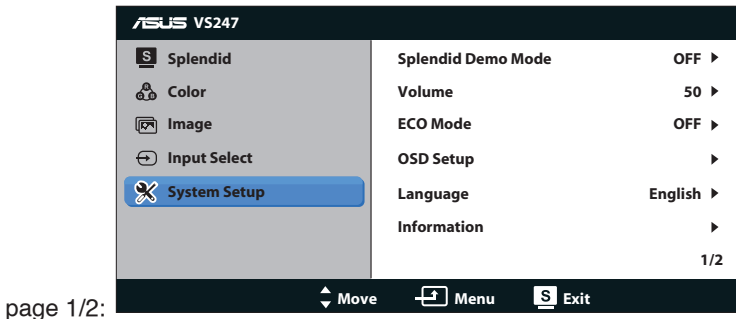 ASUS VS247
S Splendid
Color
Image
Input Select
System Setup
Splendid Demo Mode OFF
Volume 50
ECO Mode OFF
OSD Setup
Language English
Information
1/2
Move Menu S Exit
page 1/2: